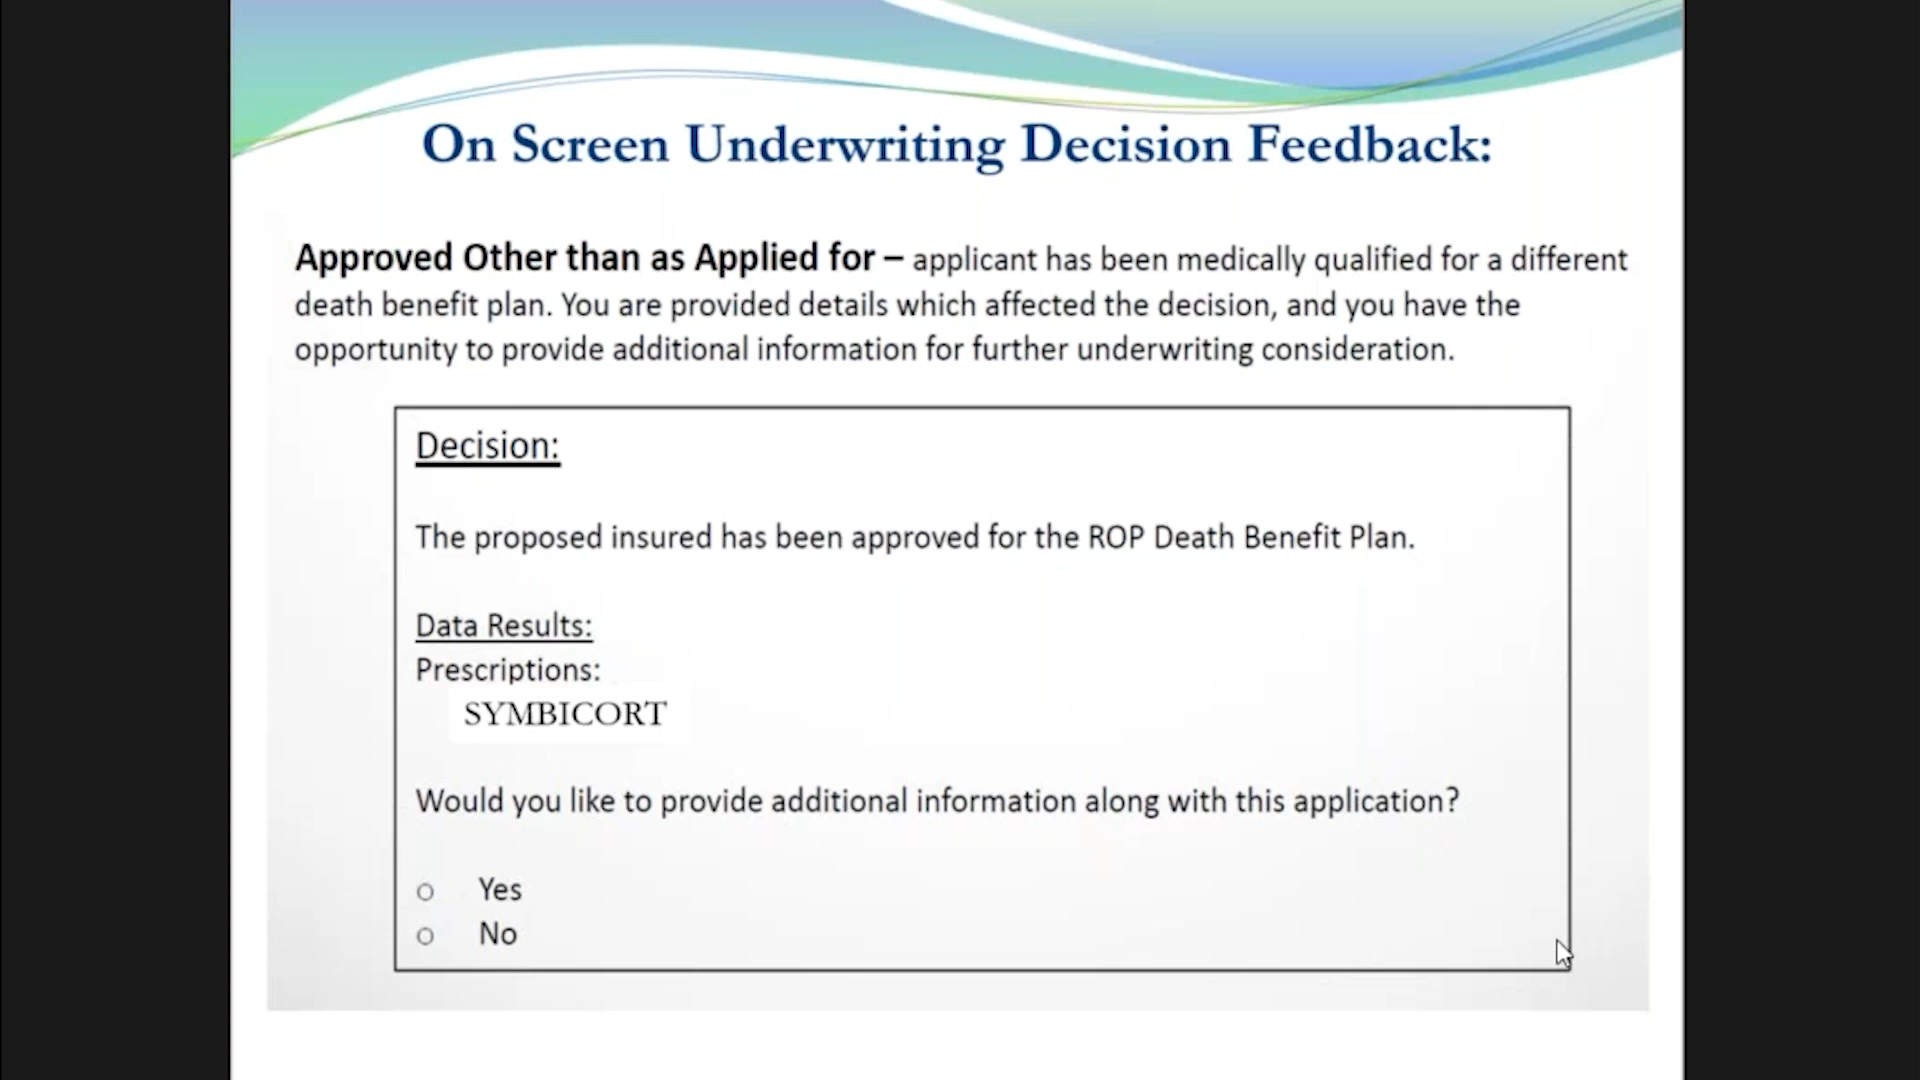 On Screen Underwriting Decision Feedback:
Approved Other than as Applied for – applicant has been medically qualified for a different
death benefit plan. You are provided details which affected the decision, and you have the
opportunity to provide additional information for further underwriting consideration.
Decision:
The proposed insured has been approved for the ROP Death Benefit Plan.
Data Results:
Prescriptions:
SYMBICORT
Would you like to provide additional information along with this application?
o Yes
o No